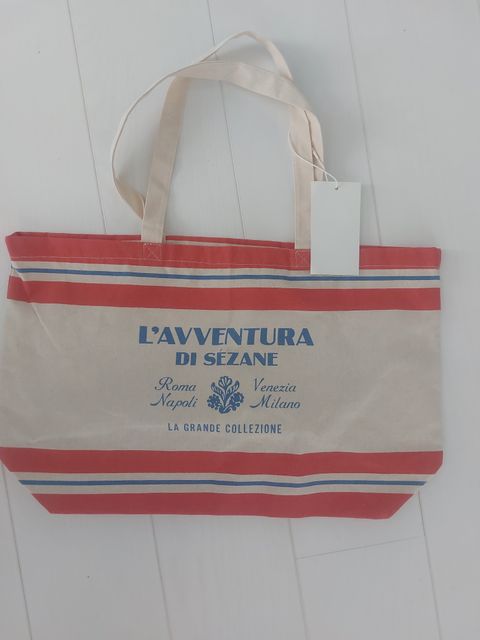 L'AVVENTURA
DI SÉZANE
Roma Venezia
Napoli Milano
LA GRANDE COLLEZIONE